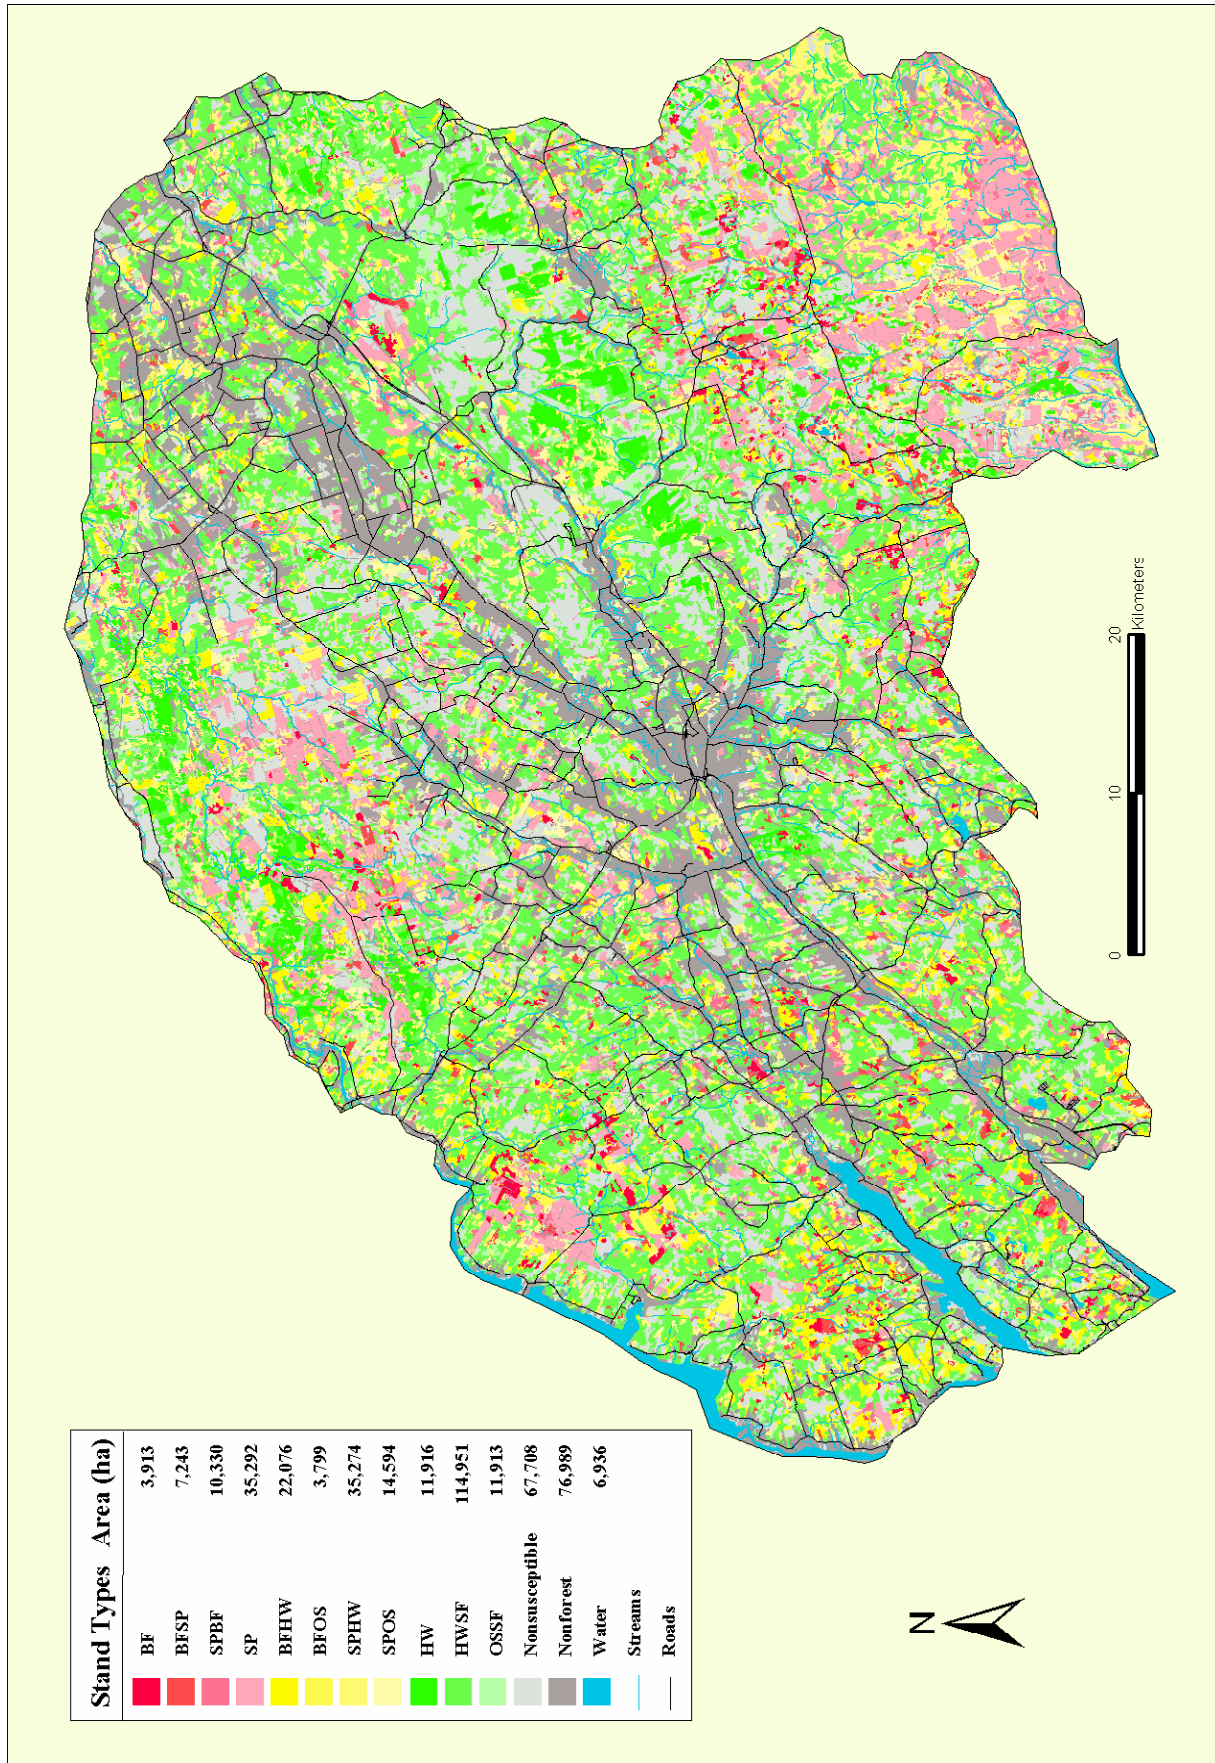 Stand Types Area (ha)
BF 3,913
BFSP 7,243
SPBF 10,330
SP 35,292
BFHW 22,076
BFOS 3,799
SPHW 35,274
SPOS 14,594
HW 11,916
HWSF 114,951
OSSF 11,913
Nonsusceptible 67,708
Nonforest 76,989
Water 6,936
Streams
Roads
N
0 10 20
Kilometers